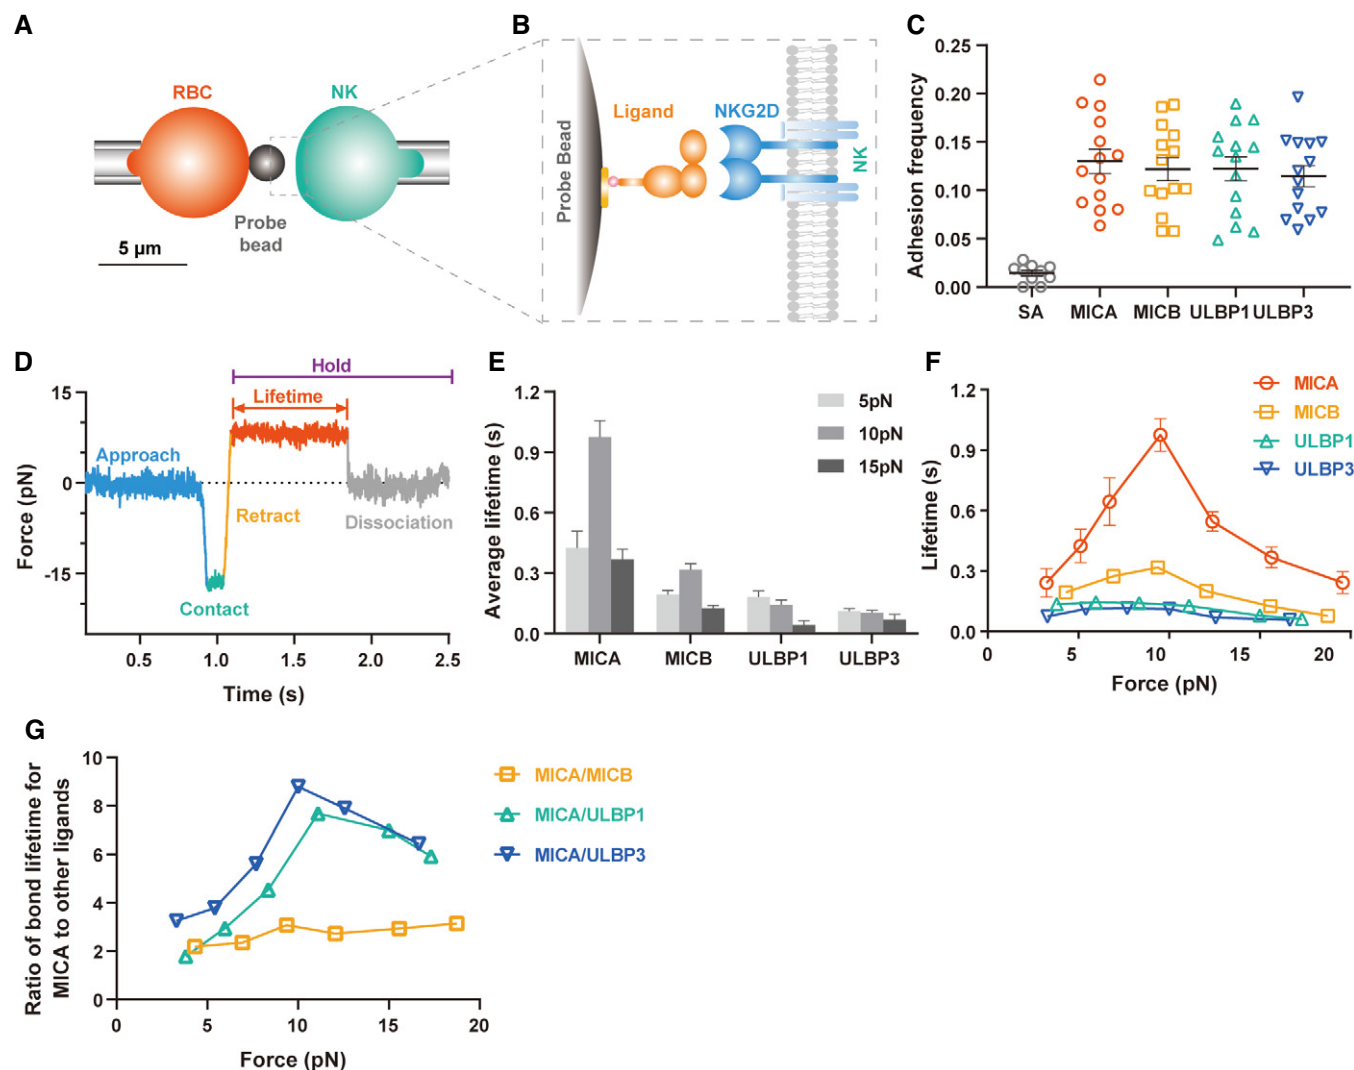 A
RBC
NK
Probe
bead
5 µm
B
Probe Bead
Ligand
NKG2D
NK
C
Adhesion frequency
0.25
0.20
0.15
0.10
0.05
0.00
SA
MICA
MICB
ULBP1
ULBP3
D
Hold
Lifetime
Approach
Retract
Dissociation
Contact
Force (pN)
15
0
-15
0.5
1.0
1.5
2.0
2.5
Time (s)
E
Average lifetime (s)
1.2
0.9
0.6
0.3
0.0
5pN
10pN
15pN
MICA
MICB
ULBP1
ULBP3
F
Lifetime (s)
1.2
0.9
0.6
0.3
0.0
MICA
MICB
ULBP1
ULBP3
0
5
10
15
20
Force (pN)
G
Ratio of bond lifetime for
MICA to other ligands
10
8
6
4
2
0
MICA/MICB
MICA/ULBP1
MICA/ULBP3
0
5
10
15
20
Force (pN)